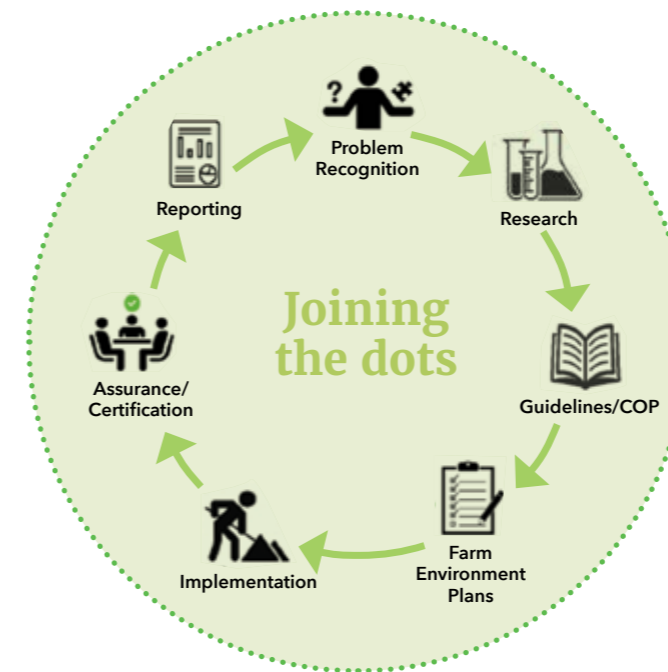 Problem
Recognition
Research
Guidelines/COP
Farm
Environment
Plans
Implementation
Assurance/
Certification
Reporting
Joining
the dots